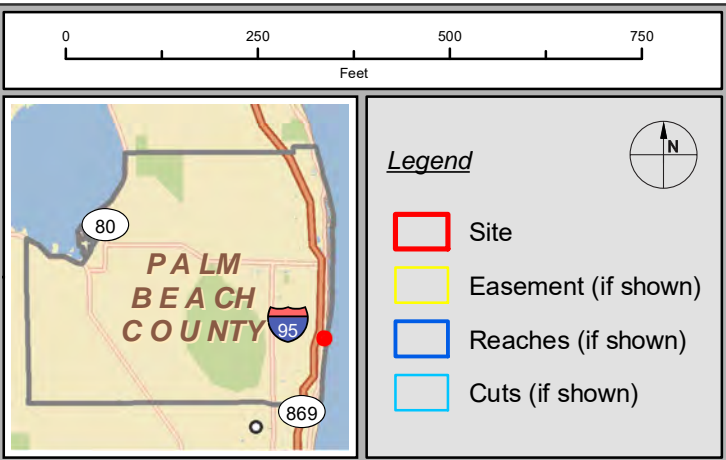 0 250 500 750
Feet
80
PALM
BEACH
COUNTY
95
869
Legend
N
Site
Easement (if shown)
Reaches (if shown)
Cuts (if shown)